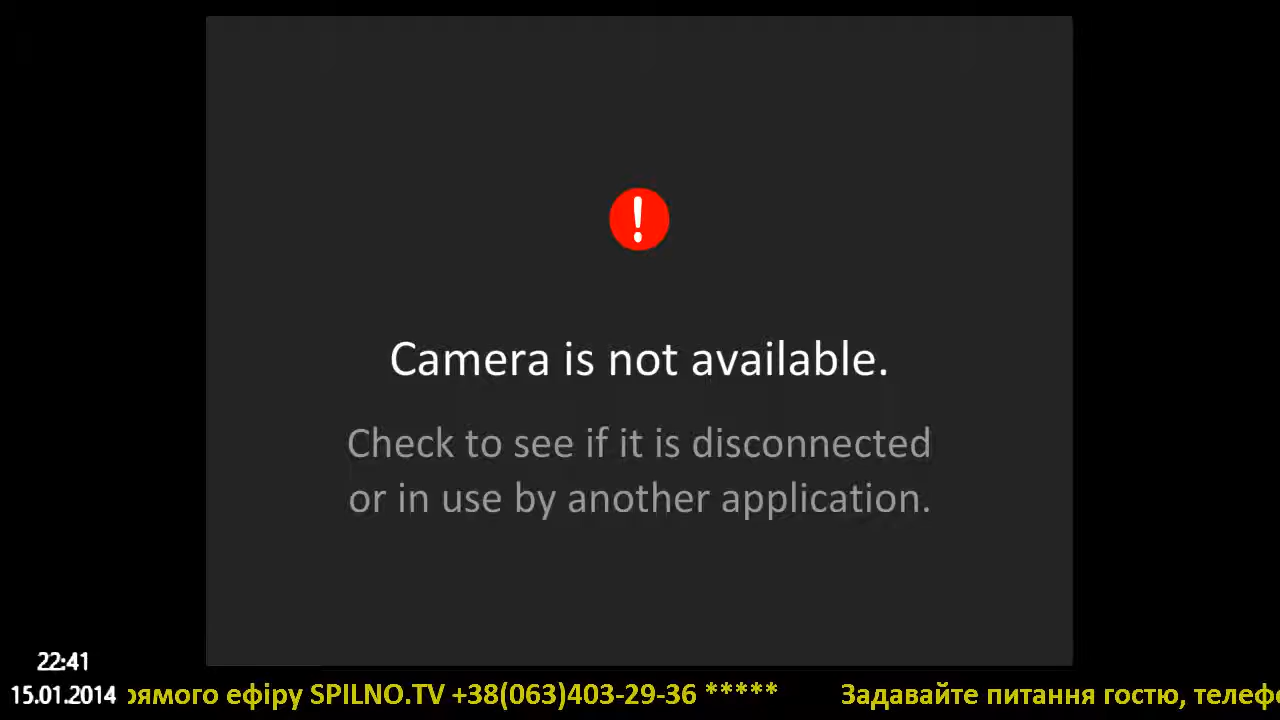 !
Camera is not available.
Check to see if it is disconnected
or in use by another application.
22:41
15.01.2014
SPILNO.TV +38(063)403-29-36 ***** Задавайте питання гостю,
ефіру